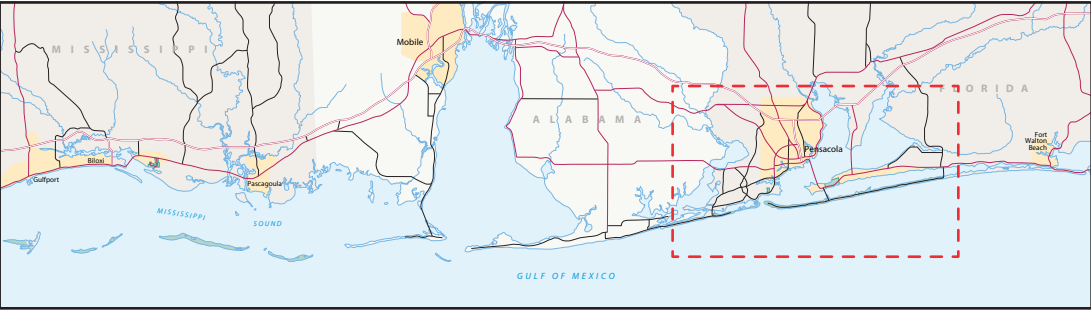 MISSISSIPPI
Mobile
FLORIDA
ALABAMA
Pensacola
Fort
Walton
Beach
Biloxi
Gulfport
Pascagoula
MISSISSIPPI
SOUND
GULF OF MEXICO